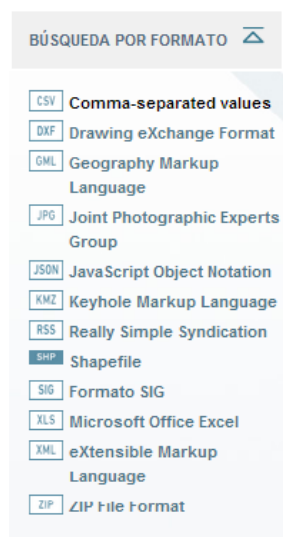 BÚSQUEDA POR FORMATO
CSV Comma-separated values
DXF Drawing eXchange Format
GML Geography Markup
Language
JPG Joint Photographic Experts
Group
JSON JavaScript Object Notation
KMZ Keyhole Markup Language
RSS Really Simple Syndication
SHP Shapefile
SIG Formato SIG
XLS Microsoft Office Excel
XML eXtensible Markup
Language
ZIP ZIP File Format